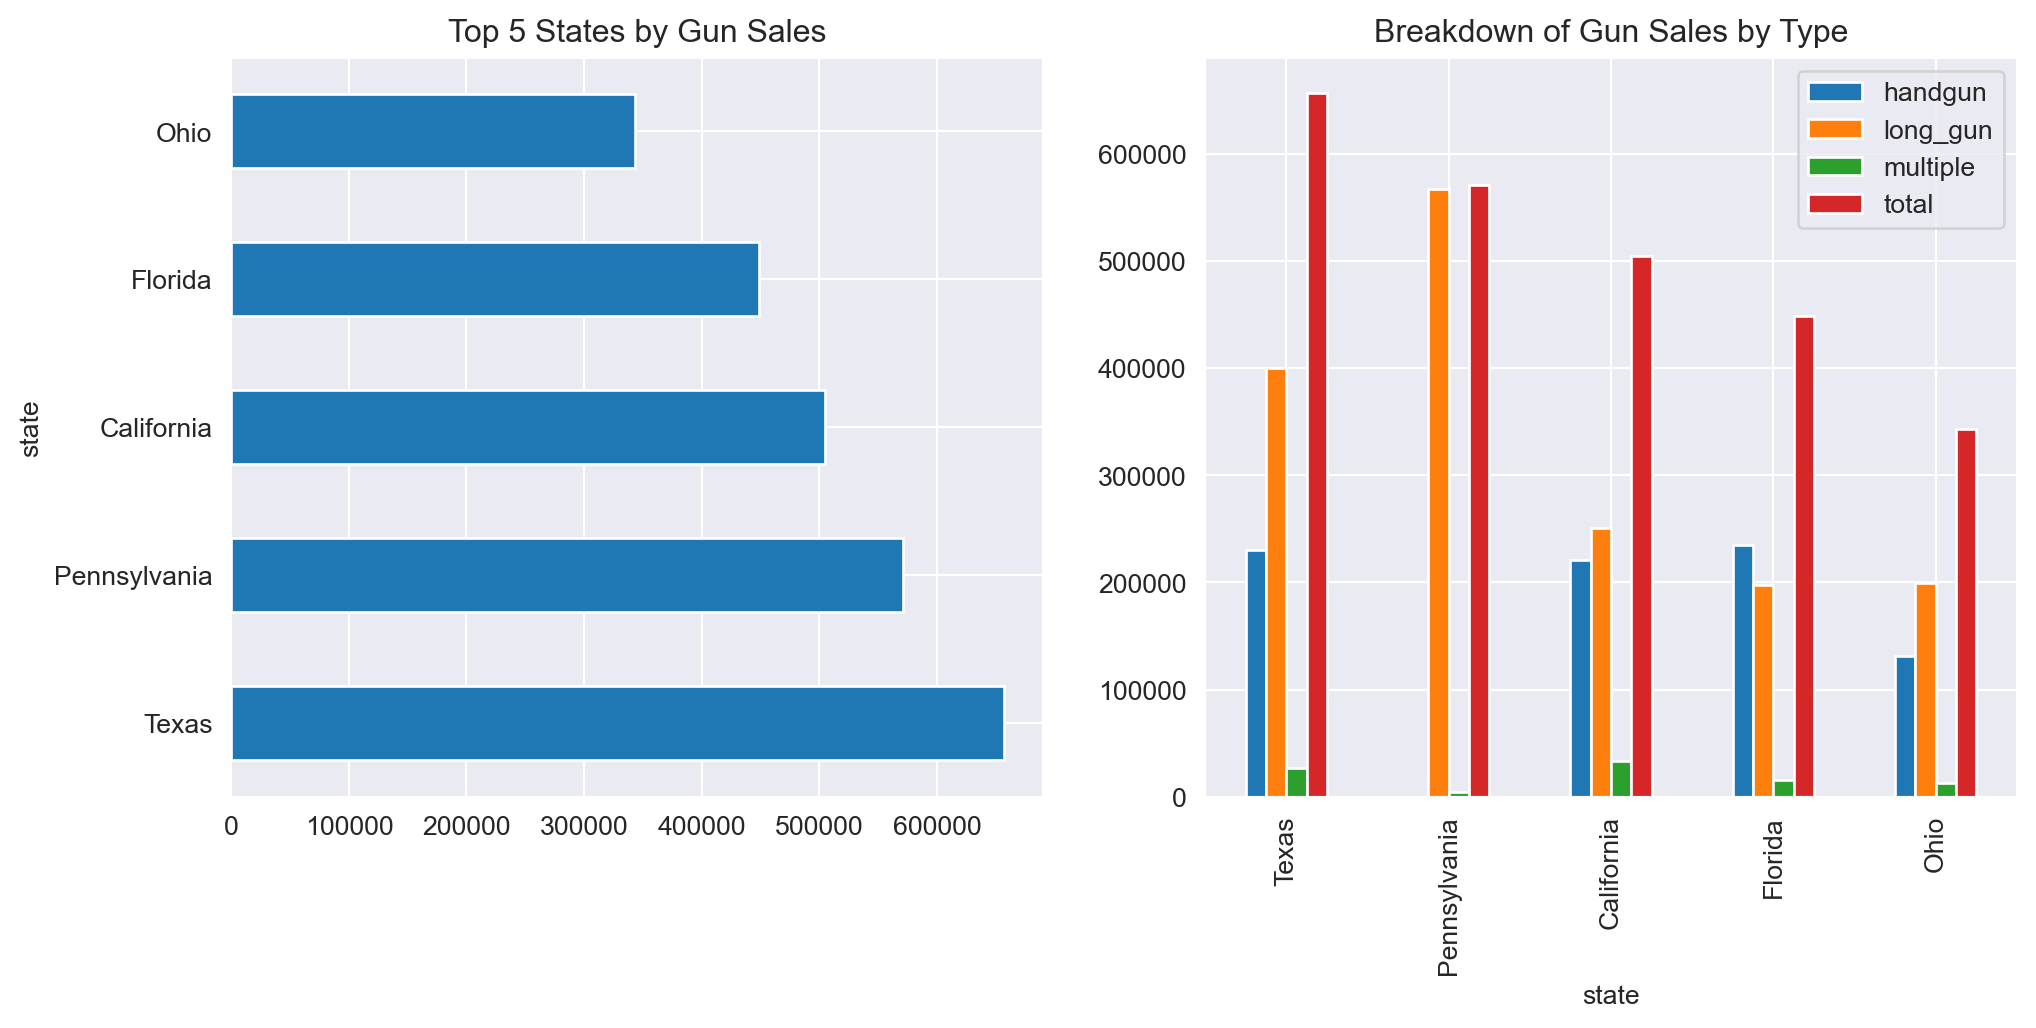 Top 5 States by Gun Sales
state
Ohio
Florida
California
Pennsylvania
Texas
0 100000 200000 300000 400000 500000 600000
Breakdown of Gun Sales by Type
handgun
long_gun
multiple
total
600000
500000
400000
300000
200000
100000
0
Texas Pennsylvania California Florida Ohio
state